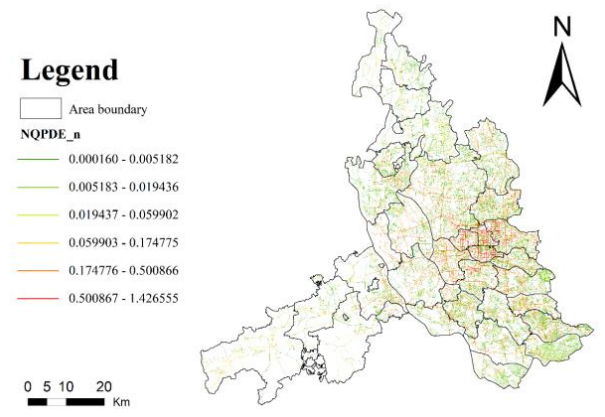 N
Legend
Area boundary
NQPDE_n
0.000160 - 0.005182
0.005183 - 0.019436
0.019437 - 0.059902
0.059903 - 0.174775
0.174776 - 0.500866
0.500867 - 1.426555
0 5 10 20
Km